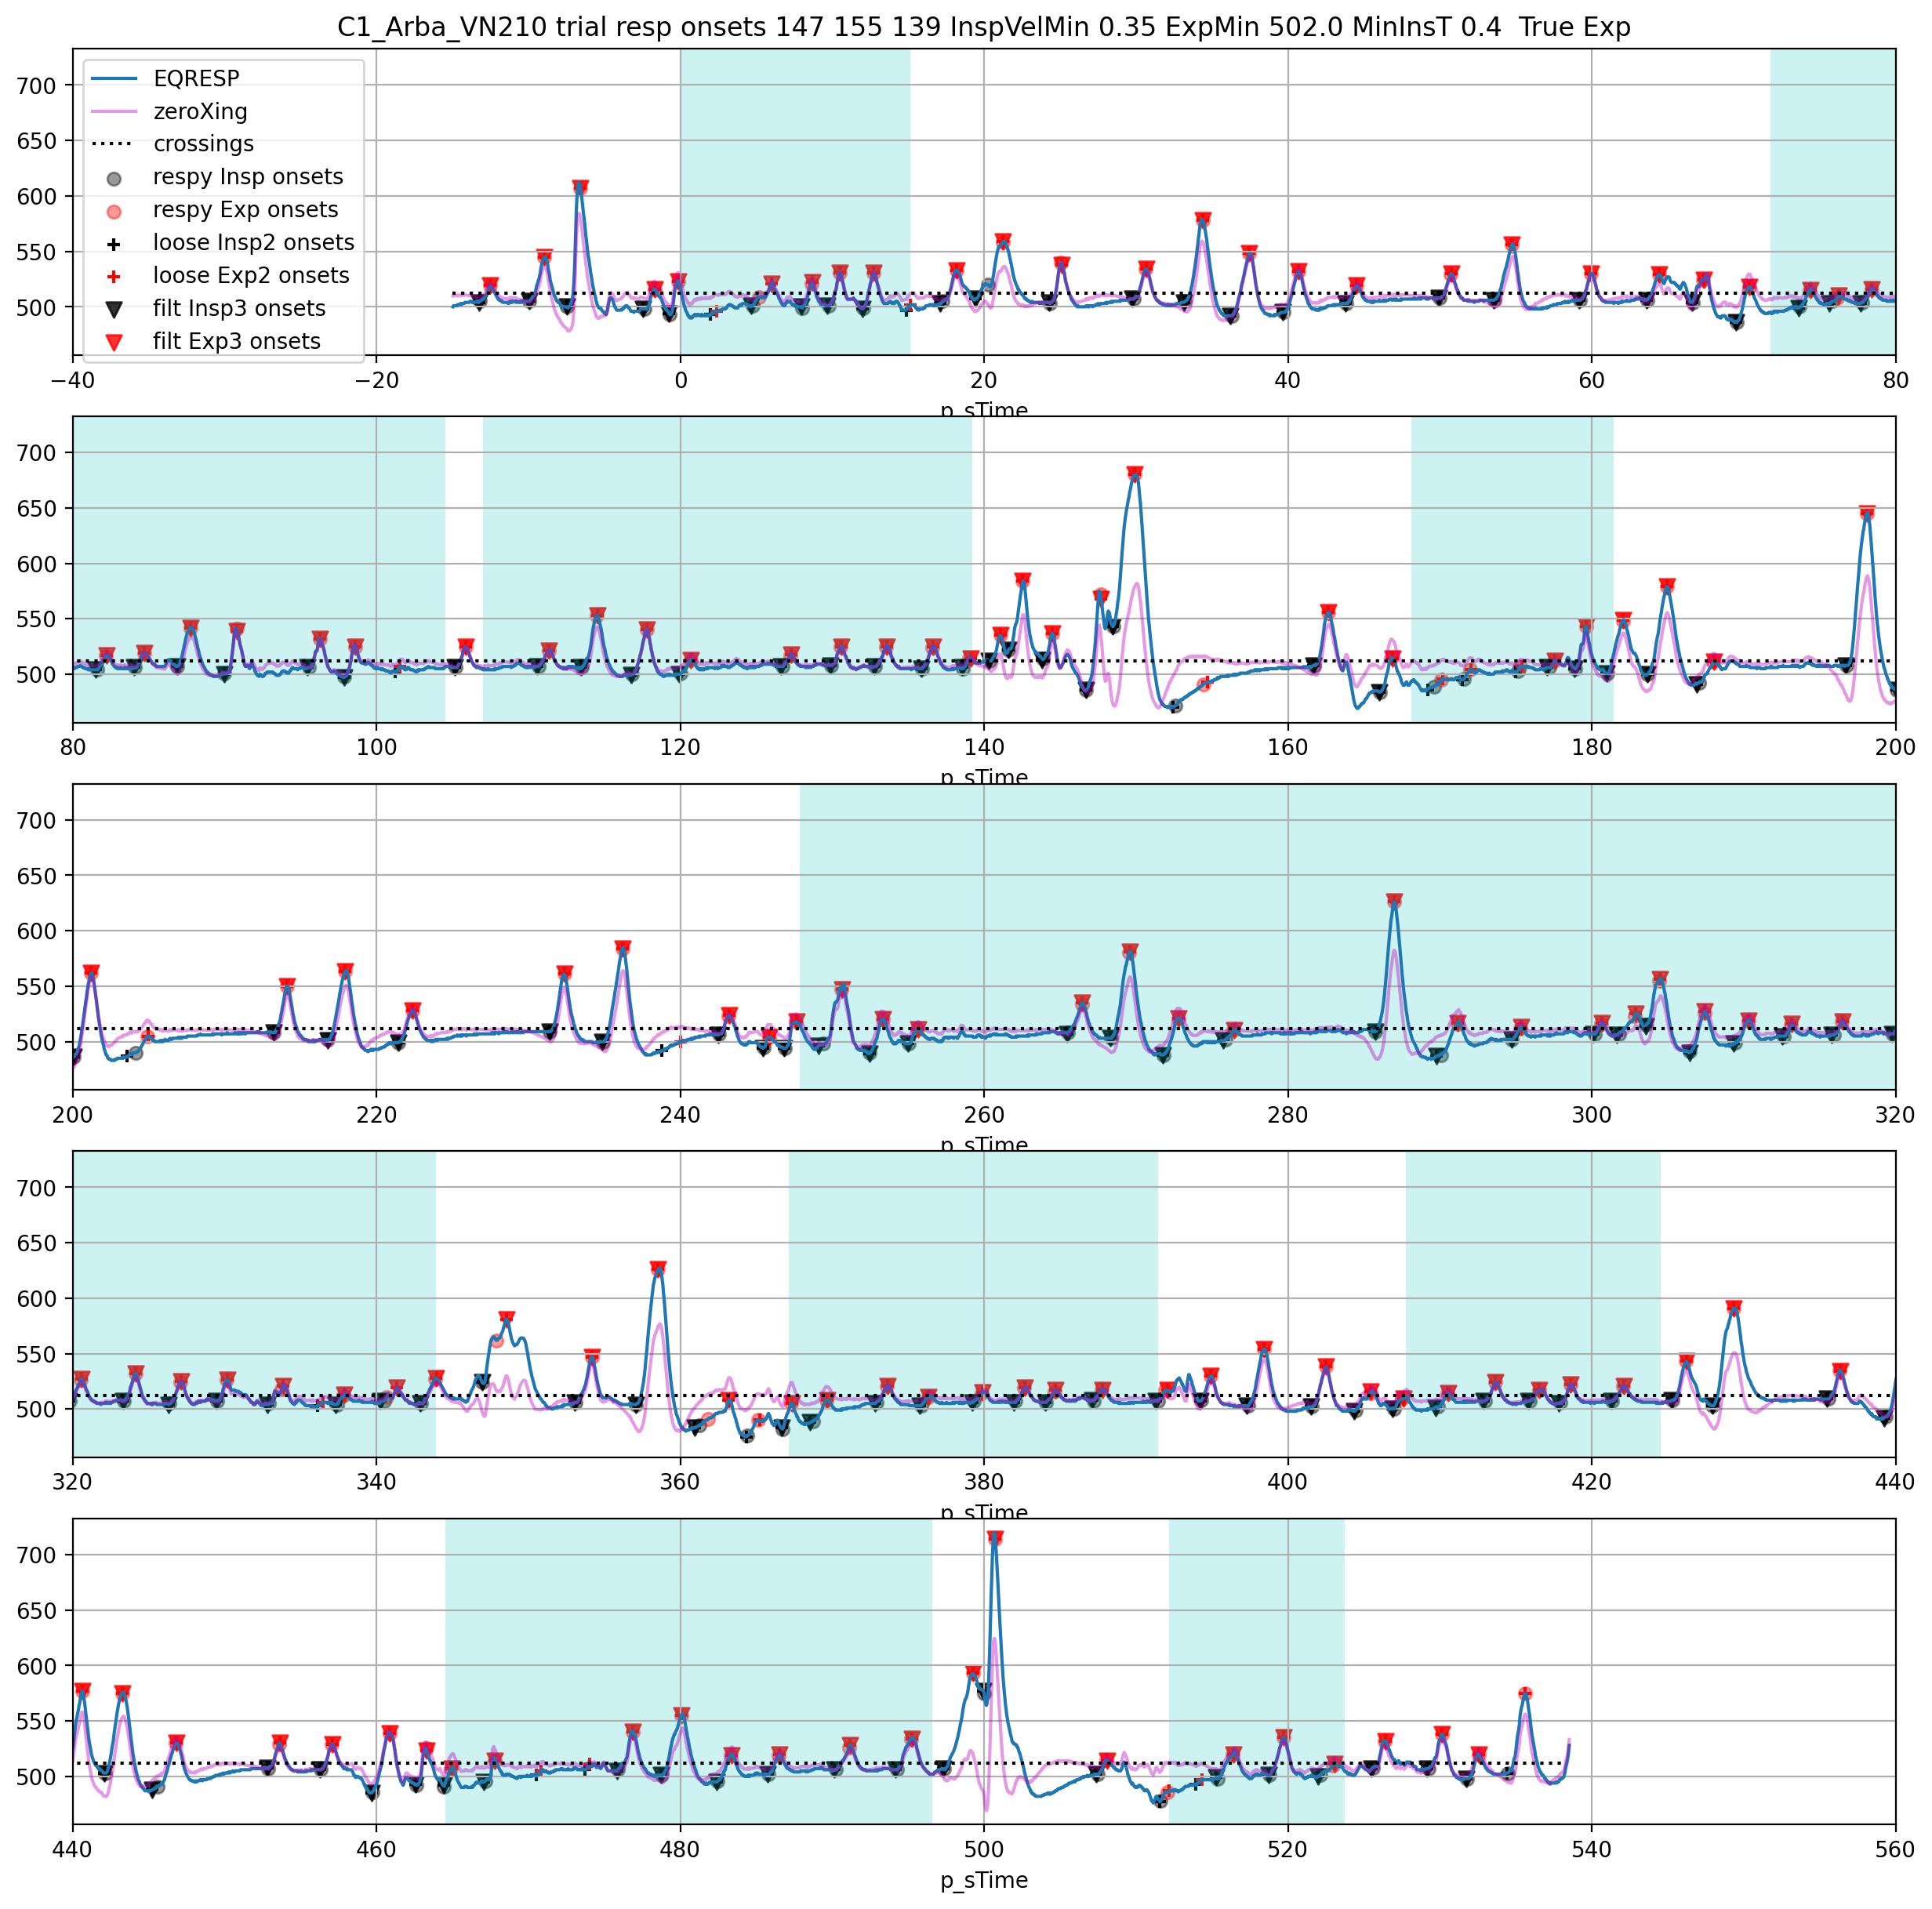 C1_Arba_VN210 trial resp onsets 147 155 139 InspVelMin 0.35 ExpMin 502.0 MinInsT 0.4  True Exp
EQRESP
zeroXing
crossings
respy Insp onsets
respy Exp onsets
loose Insp2 onsets
loose Exp2 onsets
filt Insp3 onsets
filt Exp3 onsets
700
650
600
550
500
−40 −20 0 20 40 60 80
p_sTime
700
650
600
550
500
80 100 120 140 160 180 200
p_sTime
700
650
600
550
500
200 220 240 260 280 300 320
p_sTime
700
650
600
550
500
320 340 360 380 400 420 440
p_sTime
700
650
600
550
500
440 460 480 500 520 540 560
p_sTime